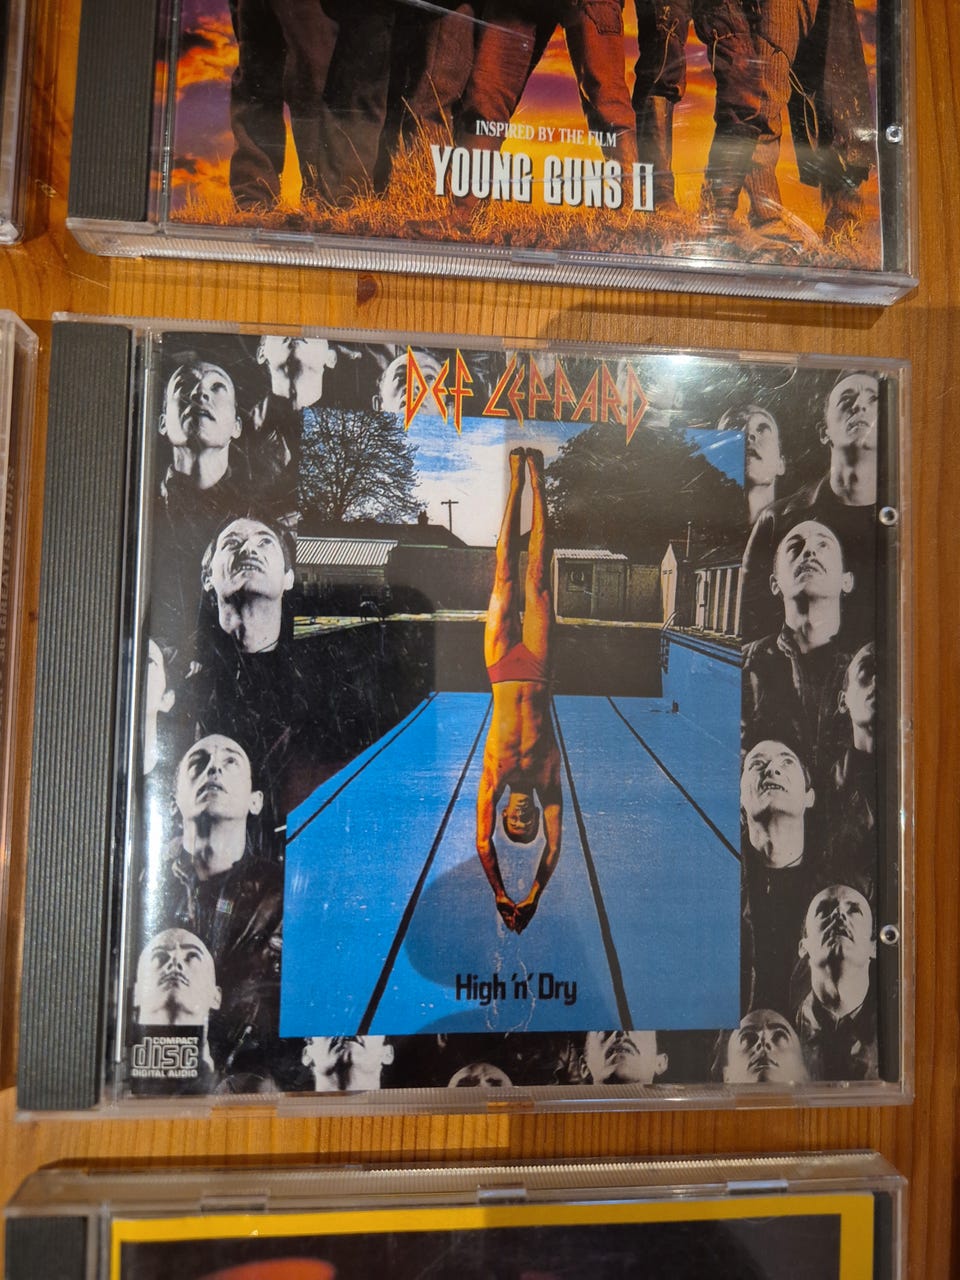 INSPIRED BY THE FILM
YOUNG GUNS II
DEF LEPPARD
High 'n' Dry
COMPACT
disc
DIGITAL AUDIO